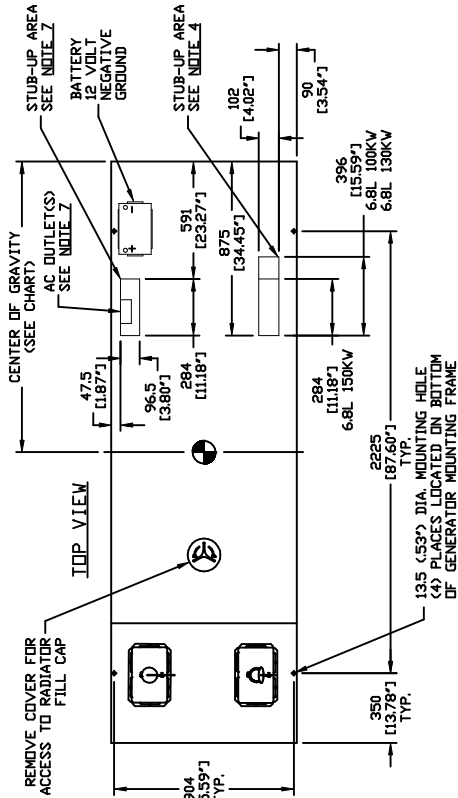 CENTER OF GRAVITY
(SEE CHART)
STUB-UP AREA
SEE NOTE 7
AC OUTLET(S)
SEE NOTE 7
BATTERY
12 VOLT
NEGATIVE
GROUND
STUB-UP AREA
SEE NOTE 4
TOP VIEW
REMOVE COVER FOR
ACCESS TO RADIATOR
FILL CAP
47.5
[1.87"]
96.5
[3.80"]
284
[11.18"]
591
[23.27"]
875
[34.45"]
102
[4.02"]
90
[3.54"]
396
[15.59"]
6.8L 100KW
6.8L 130KW
284
[11.18"]
6.8L 150KW
2225
[87.60"]
TYP.
13.5 (.53") DIA. MOUNTING HOLE
(4) PLACES LOCATED ON BOTTOM
OF GENERATOR MOUNTING FRAME
350
[13.78"]
TYP.
904
5.59"]
TYP.
+
-